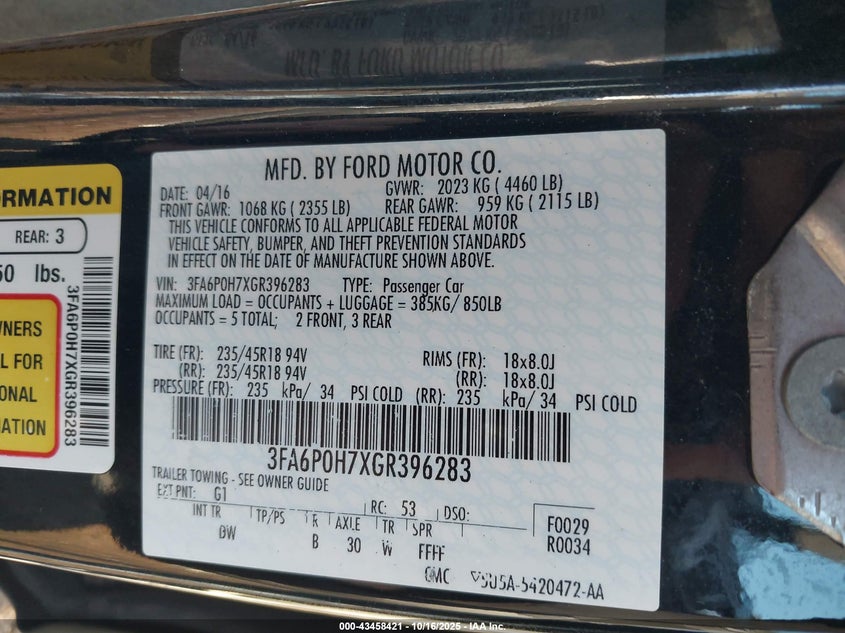 MFD. BY FORD MOTOR CO.
DATE: 04/16 GVWR: 2023 KG ( 4460 LB)
FRONT GAWR: 1068 KG ( 2355 LB) REAR GAWR: 959 KG ( 2115 LB)
THIS VEHICLE CONFORMS TO ALL APPLICABLE FEDERAL MOTOR
VEHICLE SAFETY, BUMPER, AND THEFT PREVENTION STANDARDS
IN EFFECT ON THE DATE OF MANUFACTURE SHOWN ABOVE.
VIN: 3FA6P0H7XGR396283 TYPE: Passenger Car
MAXIMUM LOAD = OCCUPANTS + LUGGAGE = 385KG/ 850LB
OCCUPANTS = 5 TOTAL; 2 FRONT, 3 REAR
TIRE (FR): 235/45R18 94V RIMS (FR): 18x8.0J
(RR): 235/45R18 94V (RR): 18x8.0J
PRESSURE (FR): 235 kPa/ 34 PSI COLD (RR): 235 kPa/ 34 PSI COLD
3FA6P0H7XGR396283
TRAILER TOWING - SEE OWNER GUIDE
EXT PNT: G1 RC: 53 DSO:
INT TR TP/PS R AXLE TR SPR F0029
DW B 30 W FFFF R0034
5U5A-5420472-AA
ORMATION
REAR: 3
50 lbs.
WNERS
L FOR
ONAL
MATION
3FA6P0H7XGR396283
000-43458421 - 10/16/2025 - IAA Inc.